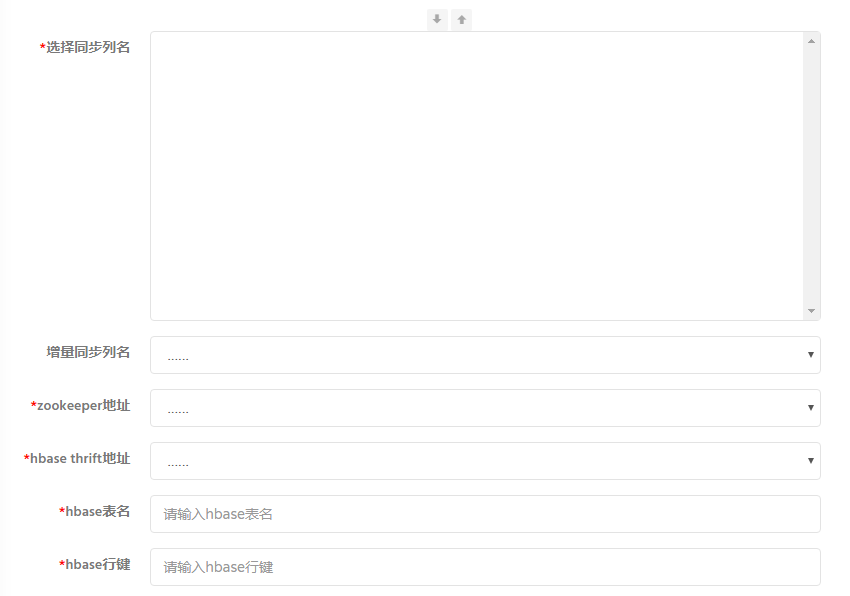 *选择同步列名
增量同步列名
......
*zookeeper地址
......
*hbase thrift地址
......
*hbase表名
请输入hbase表名
*hbase行键
请输入hbase行键